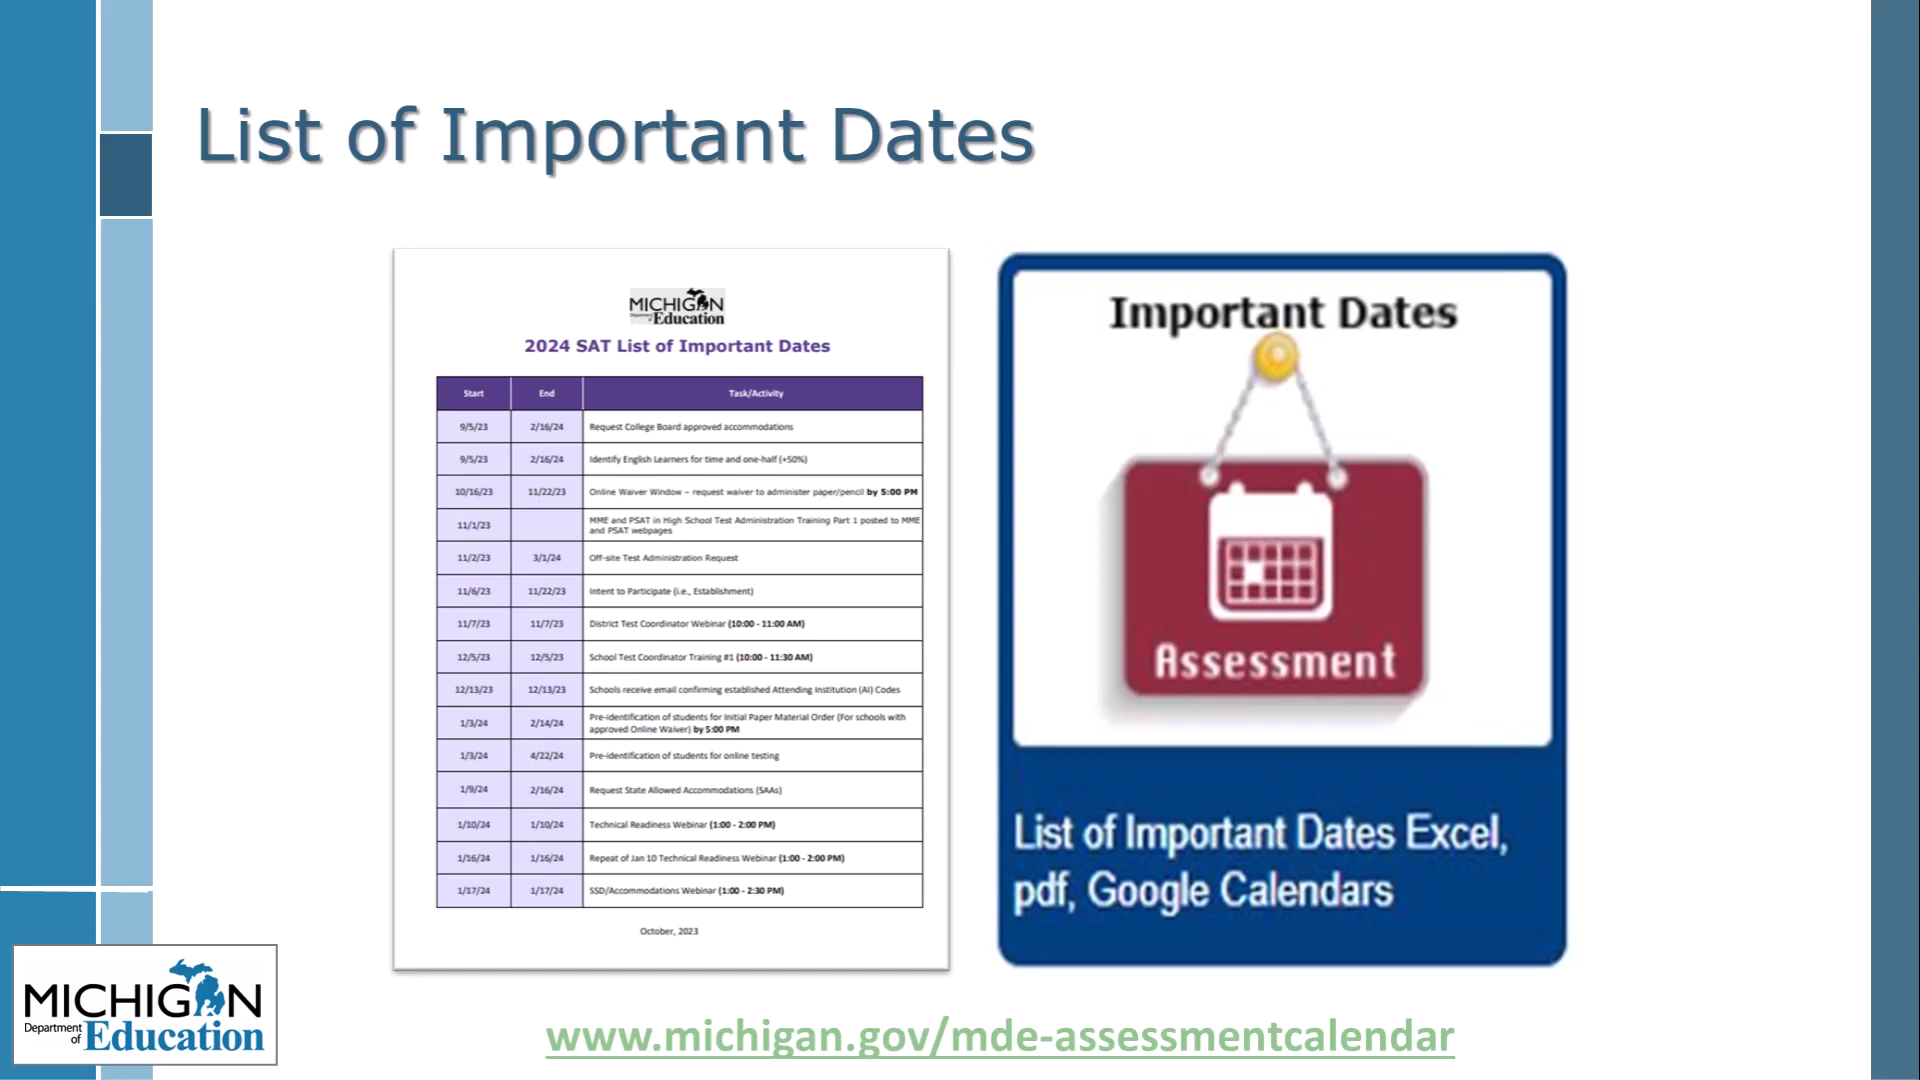 List of Important Dates
MICHIGAN
Department of Education
2024 SAT List of Important Dates
Start End Task/Activity
9/5/23 2/16/24 Request College Board approved accommodations
9/5/23 2/16/24 Identify English Learners for time and one-half (+50%)
10/16/23 11/22/23 Online Waiver Window – request waiver to administer paper/pencil by 5:00 PM
11/1/23 MME and PSAT in High School Test Administration Training Part 1 posted to MME
and PSAT webpages
11/2/23 3/1/24 Off-site Test Administration Request
11/6/23 11/22/23 Intent to Participate (i.e., Establishment)
11/7/23 11/7/23 District Test Coordinator Webinar (10:00 - 11:00 AM)
12/5/23 12/5/23 School Test Coordinator Training #1 (10:00 - 11:30 AM)
12/13/23 12/13/23 Schools receive email confirming established Attending Institution (AI) Codes
1/3/24 2/14/24 Pre-identification of students for Initial Paper Material Order (For schools with
approved Online Waiver) by 5:00 PM
1/3/24 4/22/24 Pre-identification of students for online testing
1/9/24 2/16/24 Request State Allowed Accommodations (SAAs)
1/10/24 1/10/24 Technical Readiness Webinar (1:00 - 2:00 PM)
1/16/24 1/16/24 Repeat of Jan 10 Technical Readiness Webinar (1:00 - 2:00 PM)
1/17/24 1/17/24 SSD/Accommodations Webinar (1:00 - 2:30 PM)
October, 2023
Important Dates
Assessment
List of Important Dates Excel,
pdf, Google Calendars
MICHIGAN
Department of Education
www.michigan.gov/mde-assessmentcalendar